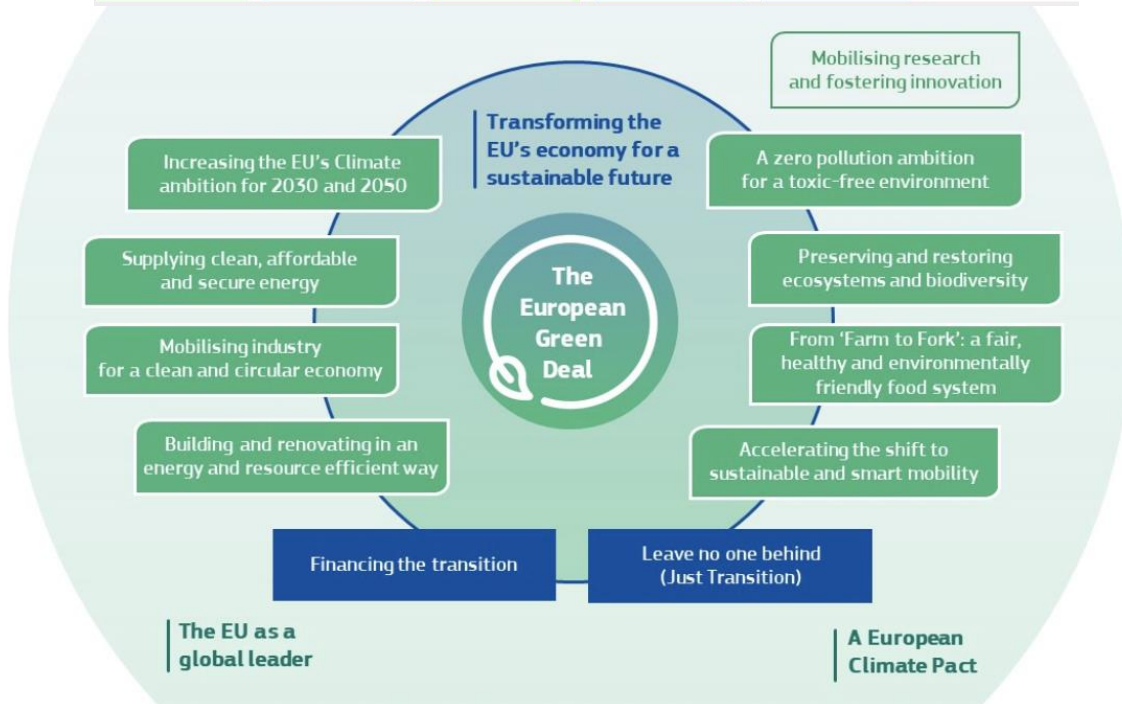 Mobilising research
and fostering innovation
Transforming the
EU's economy for a
sustainable future
Increasing the EU's Climate
ambition for 2030 and 2050
A zero pollution ambition
for a toxic-free environment
Supplying clean, affordable
and secure energy
Preserving and restoring
ecosystems and biodiversity
The
European
Green
Deal
Mobilising industry
for a clean and circular economy
From ‘Farm to Fork’: a fair,
healthy and environmentally
friendly food system
Building and renovating in an
energy and resource efficient way
Accelerating the shift to
sustainable and smart mobility
Financing the transition
Leave no one behind
(Just Transition)
The EU as a
global leader
A European
Climate Pact